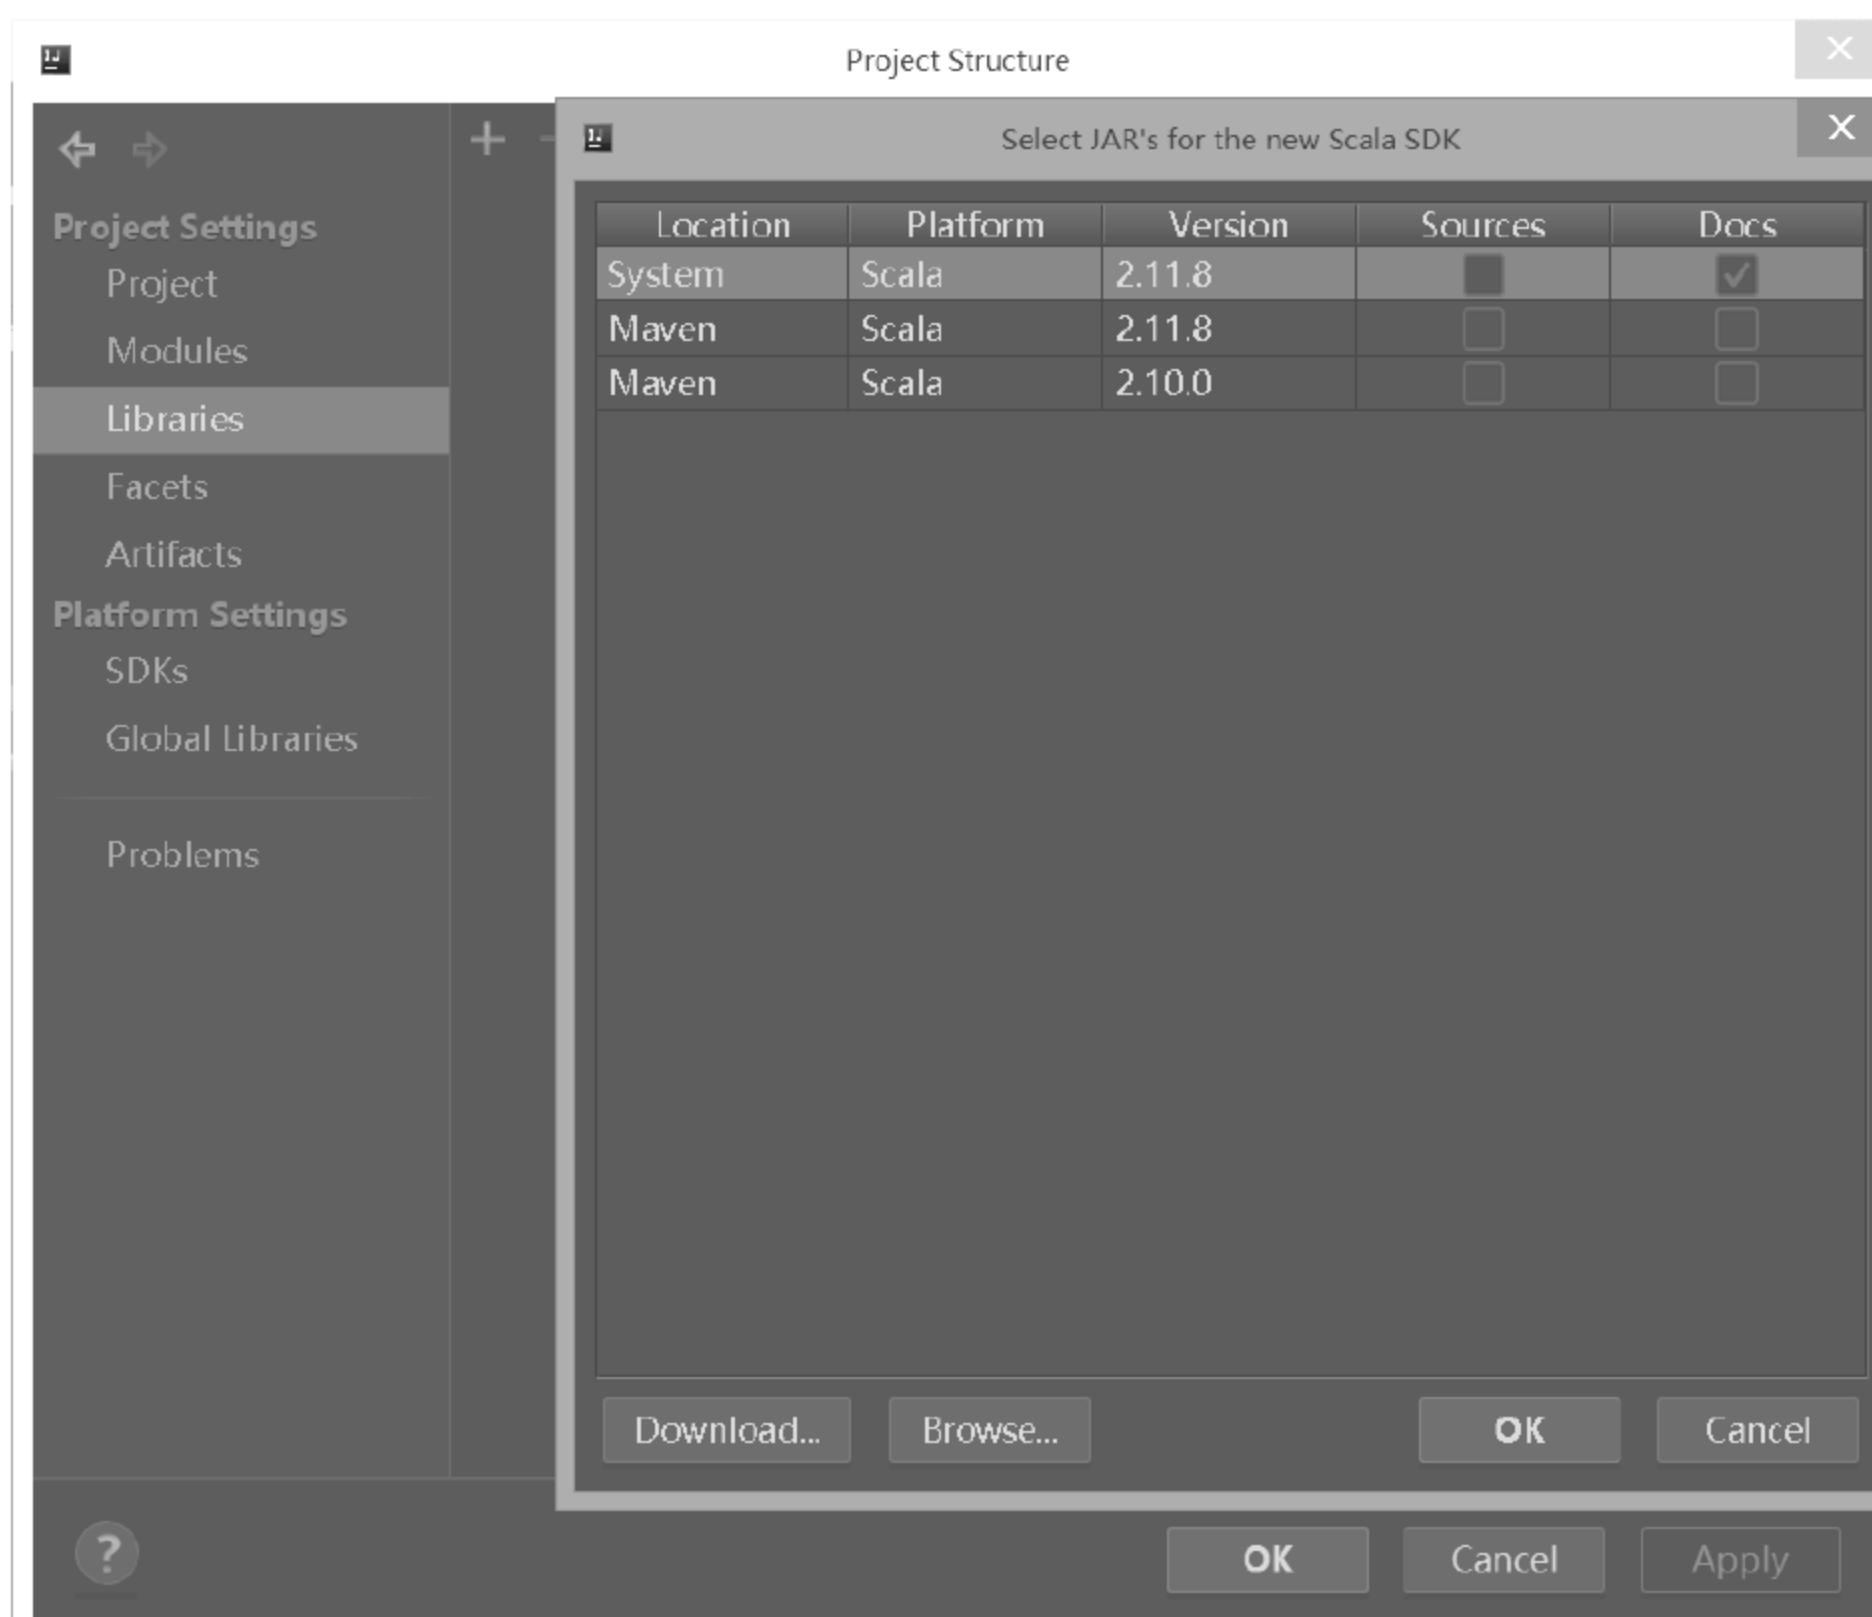 Project Structure
Select JAR's for the new Scala SDK
Project Settings
Project
Modules
Libraries
Facets
Artifacts
Platform Settings
SDKs
Global Libraries
Problems
Location Platform Version Sources Docs
System Scala 2.11.8
Maven Scala 2.11.8
Maven Scala 2.10.0
Download... Browse... OK Cancel
? OK Cancel Apply